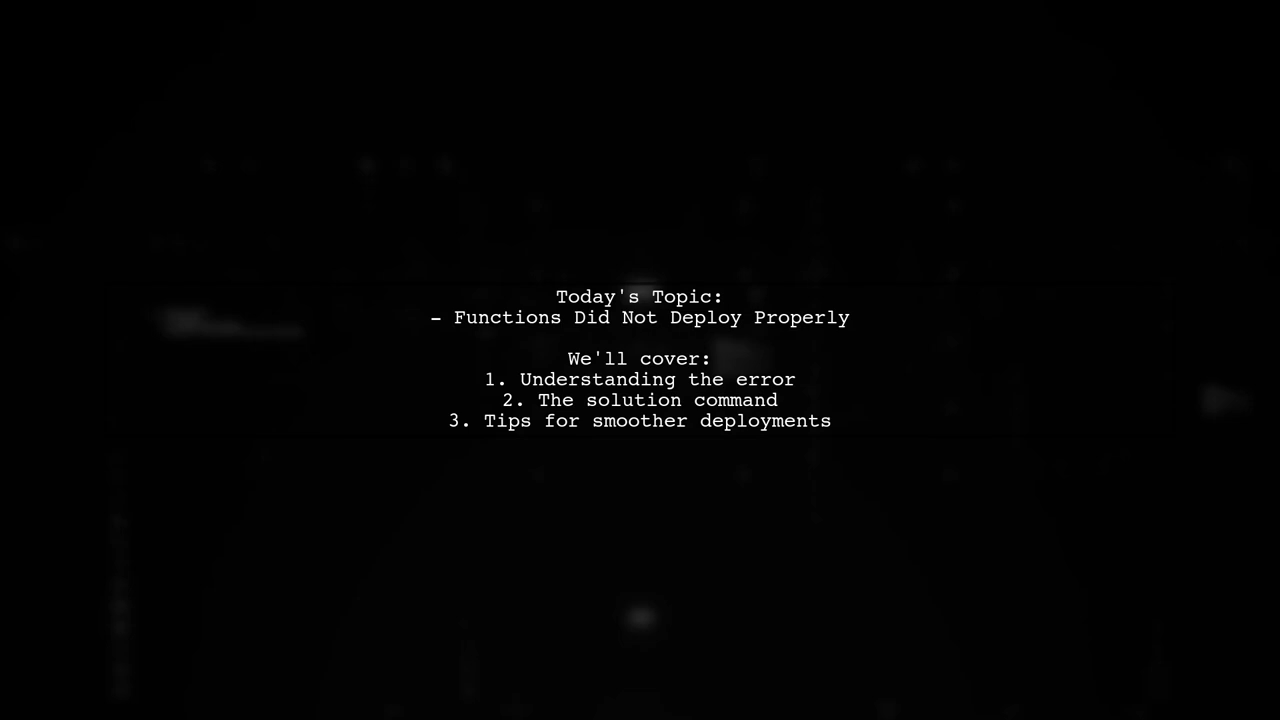 Today's Topic:
- Functions Did Not Deploy Properly
We'll cover:
1. Understanding the error
2. The solution command
3. Tips for smoother deployments